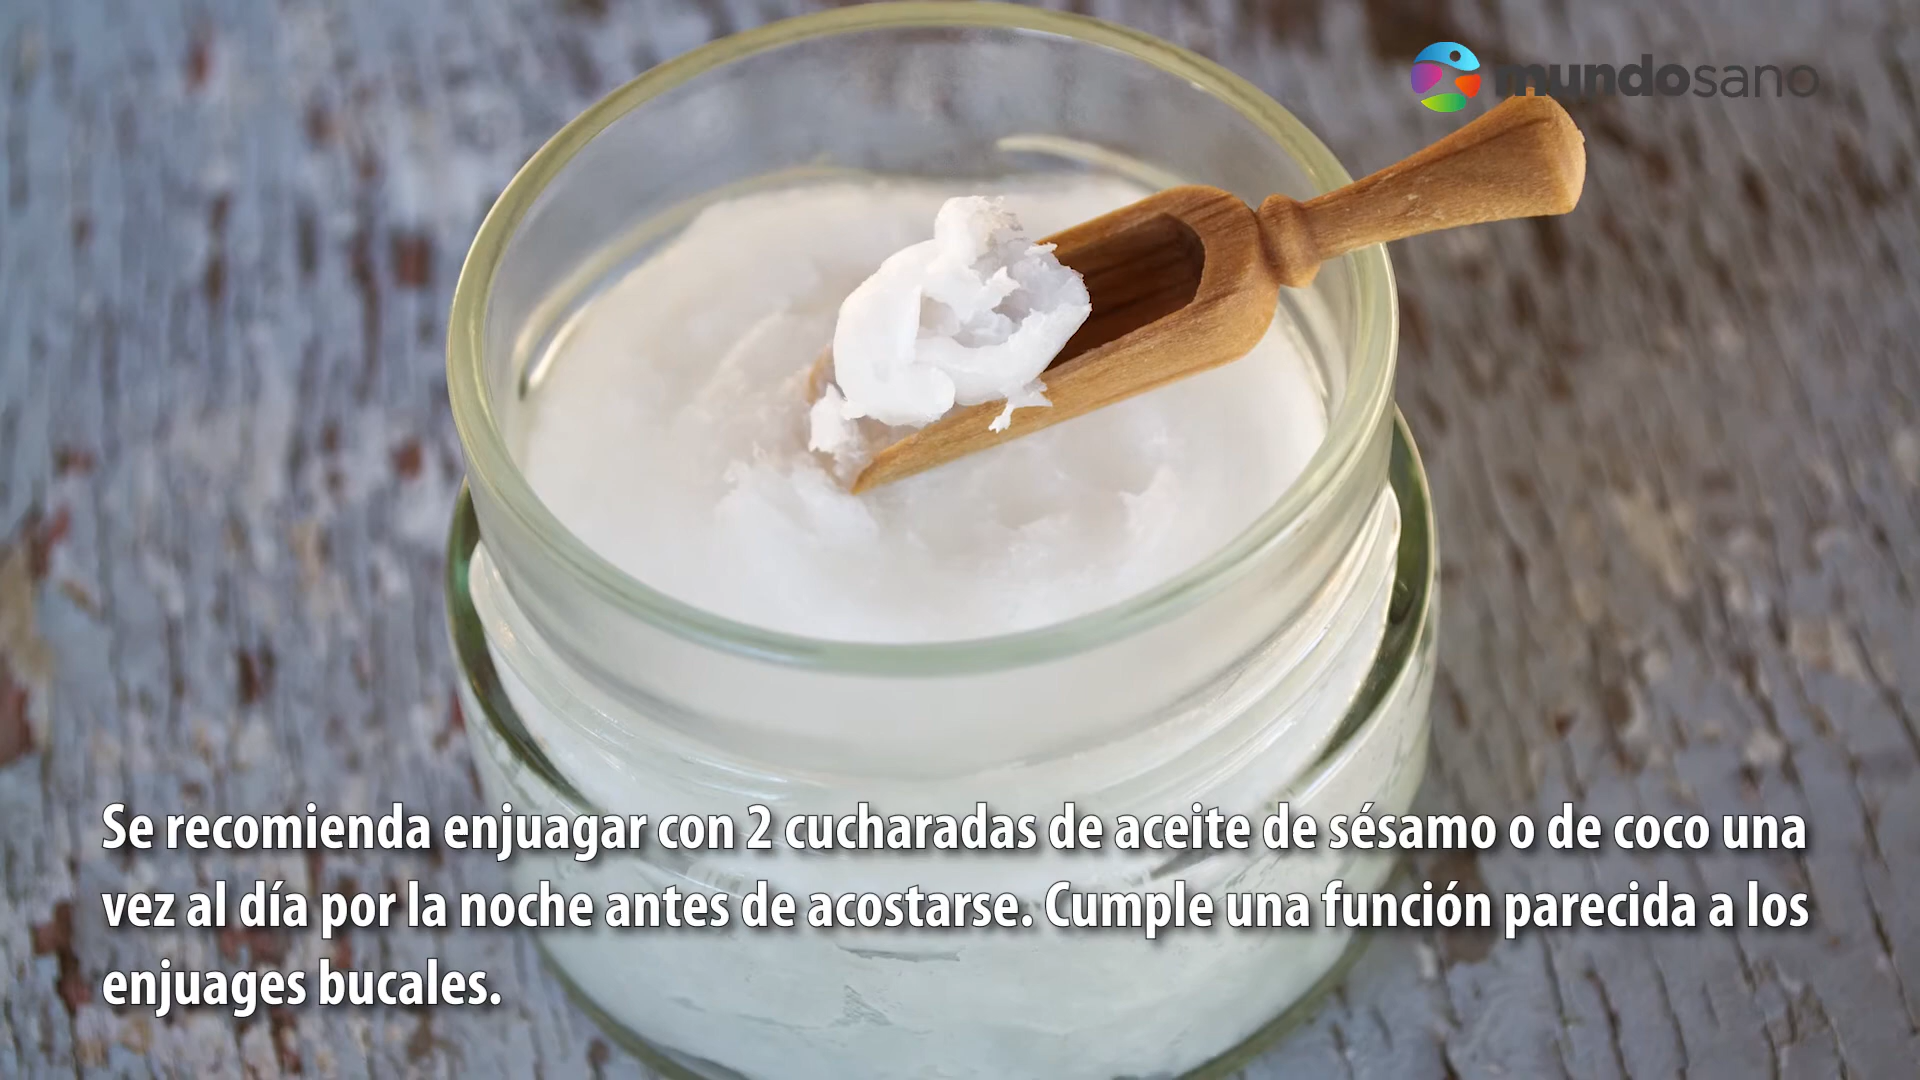 mundosano
Se recomienda enjuagar con 2 cucharadas de aceite de sésamo o de coco una
vez al día por la noche antes de acostarse. Cumple una función parecida a los
enjuages bucales.